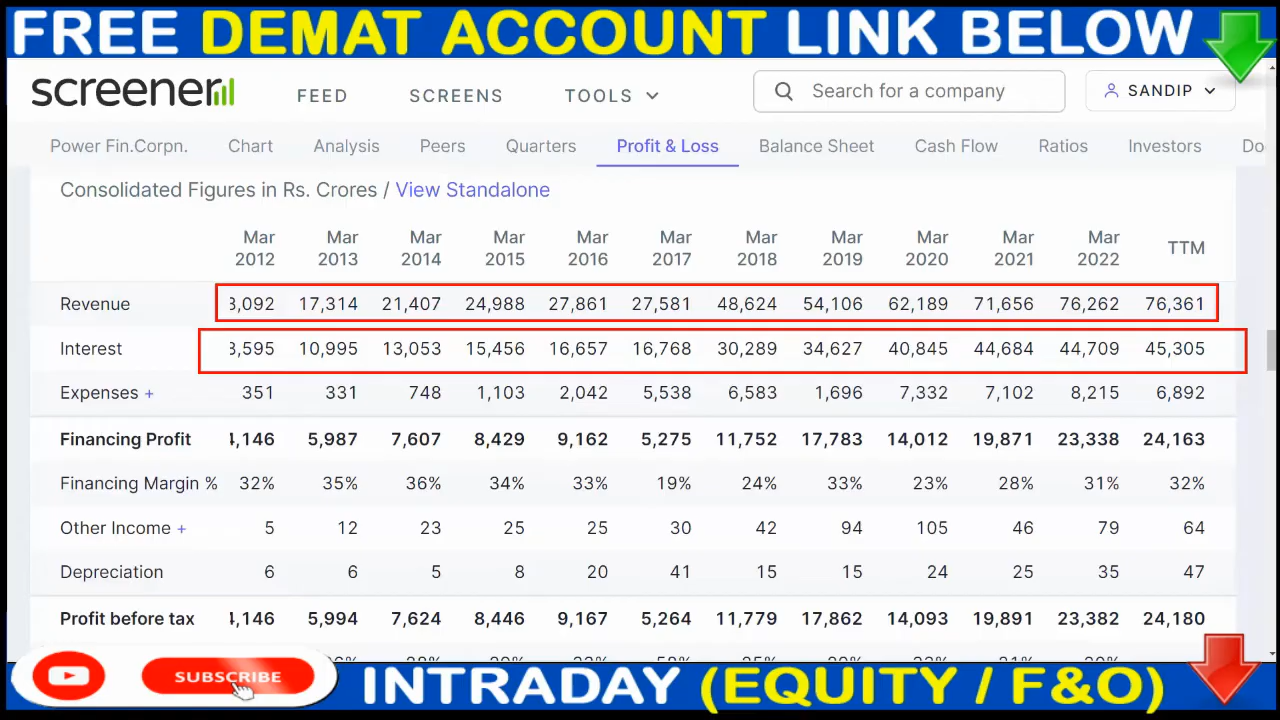 FREE DEMAT ACCOUNT LINK BELOW
screener FEED SCREENS TOOLS Search for a company SANDIP
Power Fin.Corpn. Chart Analysis Peers Quarters Profit & Loss Balance Sheet Cash Flow Ratios Investors Do
Consolidated Figures in Rs. Crores / View Standalone
Mar 2012 Mar 2013 Mar 2014 Mar 2015 Mar 2016 Mar 2017 Mar 2018 Mar 2019 Mar 2020 Mar 2021 Mar 2022 TTM
Revenue 3,092 17,314 21,407 24,988 27,861 27,581 48,624 54,106 62,189 71,656 76,262 76,361
Interest 3,595 10,995 13,053 15,456 16,657 16,768 30,289 34,627 40,845 44,684 44,709 45,305
Expenses + 351 331 748 1,103 2,042 5,538 6,583 1,696 7,332 7,102 8,215 6,892
Financing Profit ,146 5,987 7,607 8,429 9,162 5,275 11,752 17,783 14,012 19,871 23,338 24,163
Financing Margin % 32% 35% 36% 34% 33% 19% 24% 33% 23% 28% 31% 32%
Other Income + 5 12 23 25 25 30 42 94 105 46 79 64
Depreciation 6 6 5 8 20 41 15 15 24 25 35 47
Profit before tax ,146 5,994 7,624 8,446 9,167 5,264 11,779 17,862 14,093 19,891 23,382 24,180
SUBSCRIBE
INTRADAY (EQUITY / F&O)